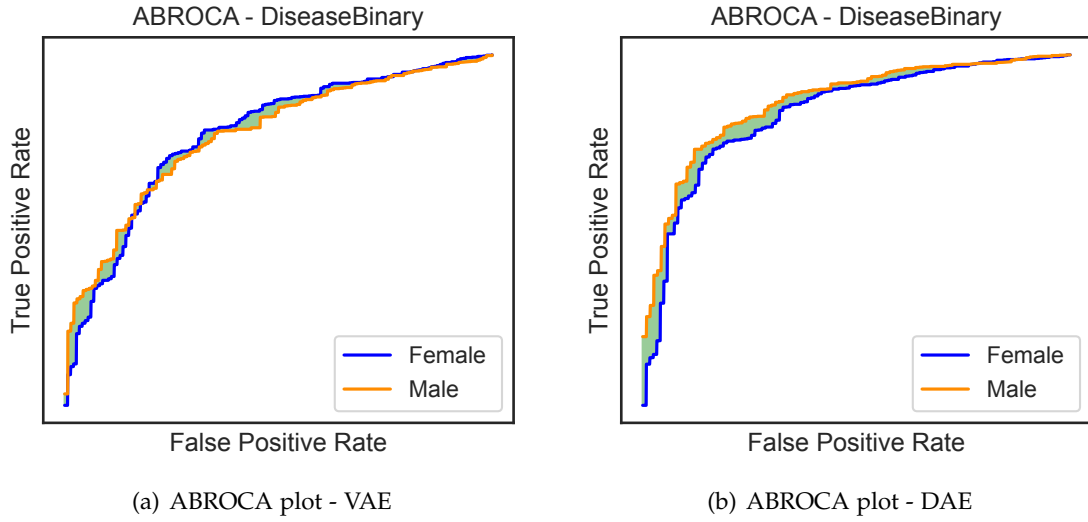 ABROCA - DiseaseBinary
True Positive Rate
Female
Male
False Positive Rate
(a) ABROCA plot - VAE
ABROCA - DiseaseBinary
True Positive Rate
Female
Male
False Positive Rate
(b) ABROCA plot - DAE